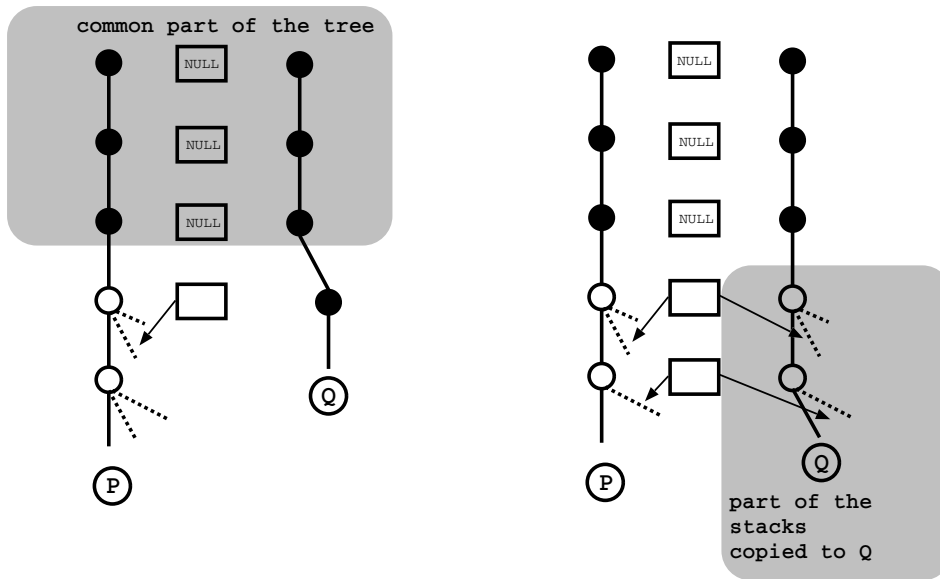 common part of the tree
NULL
NULL
NULL
P
Q
NULL
NULL
NULL
P
Q
part of the
stacks
copied to Q